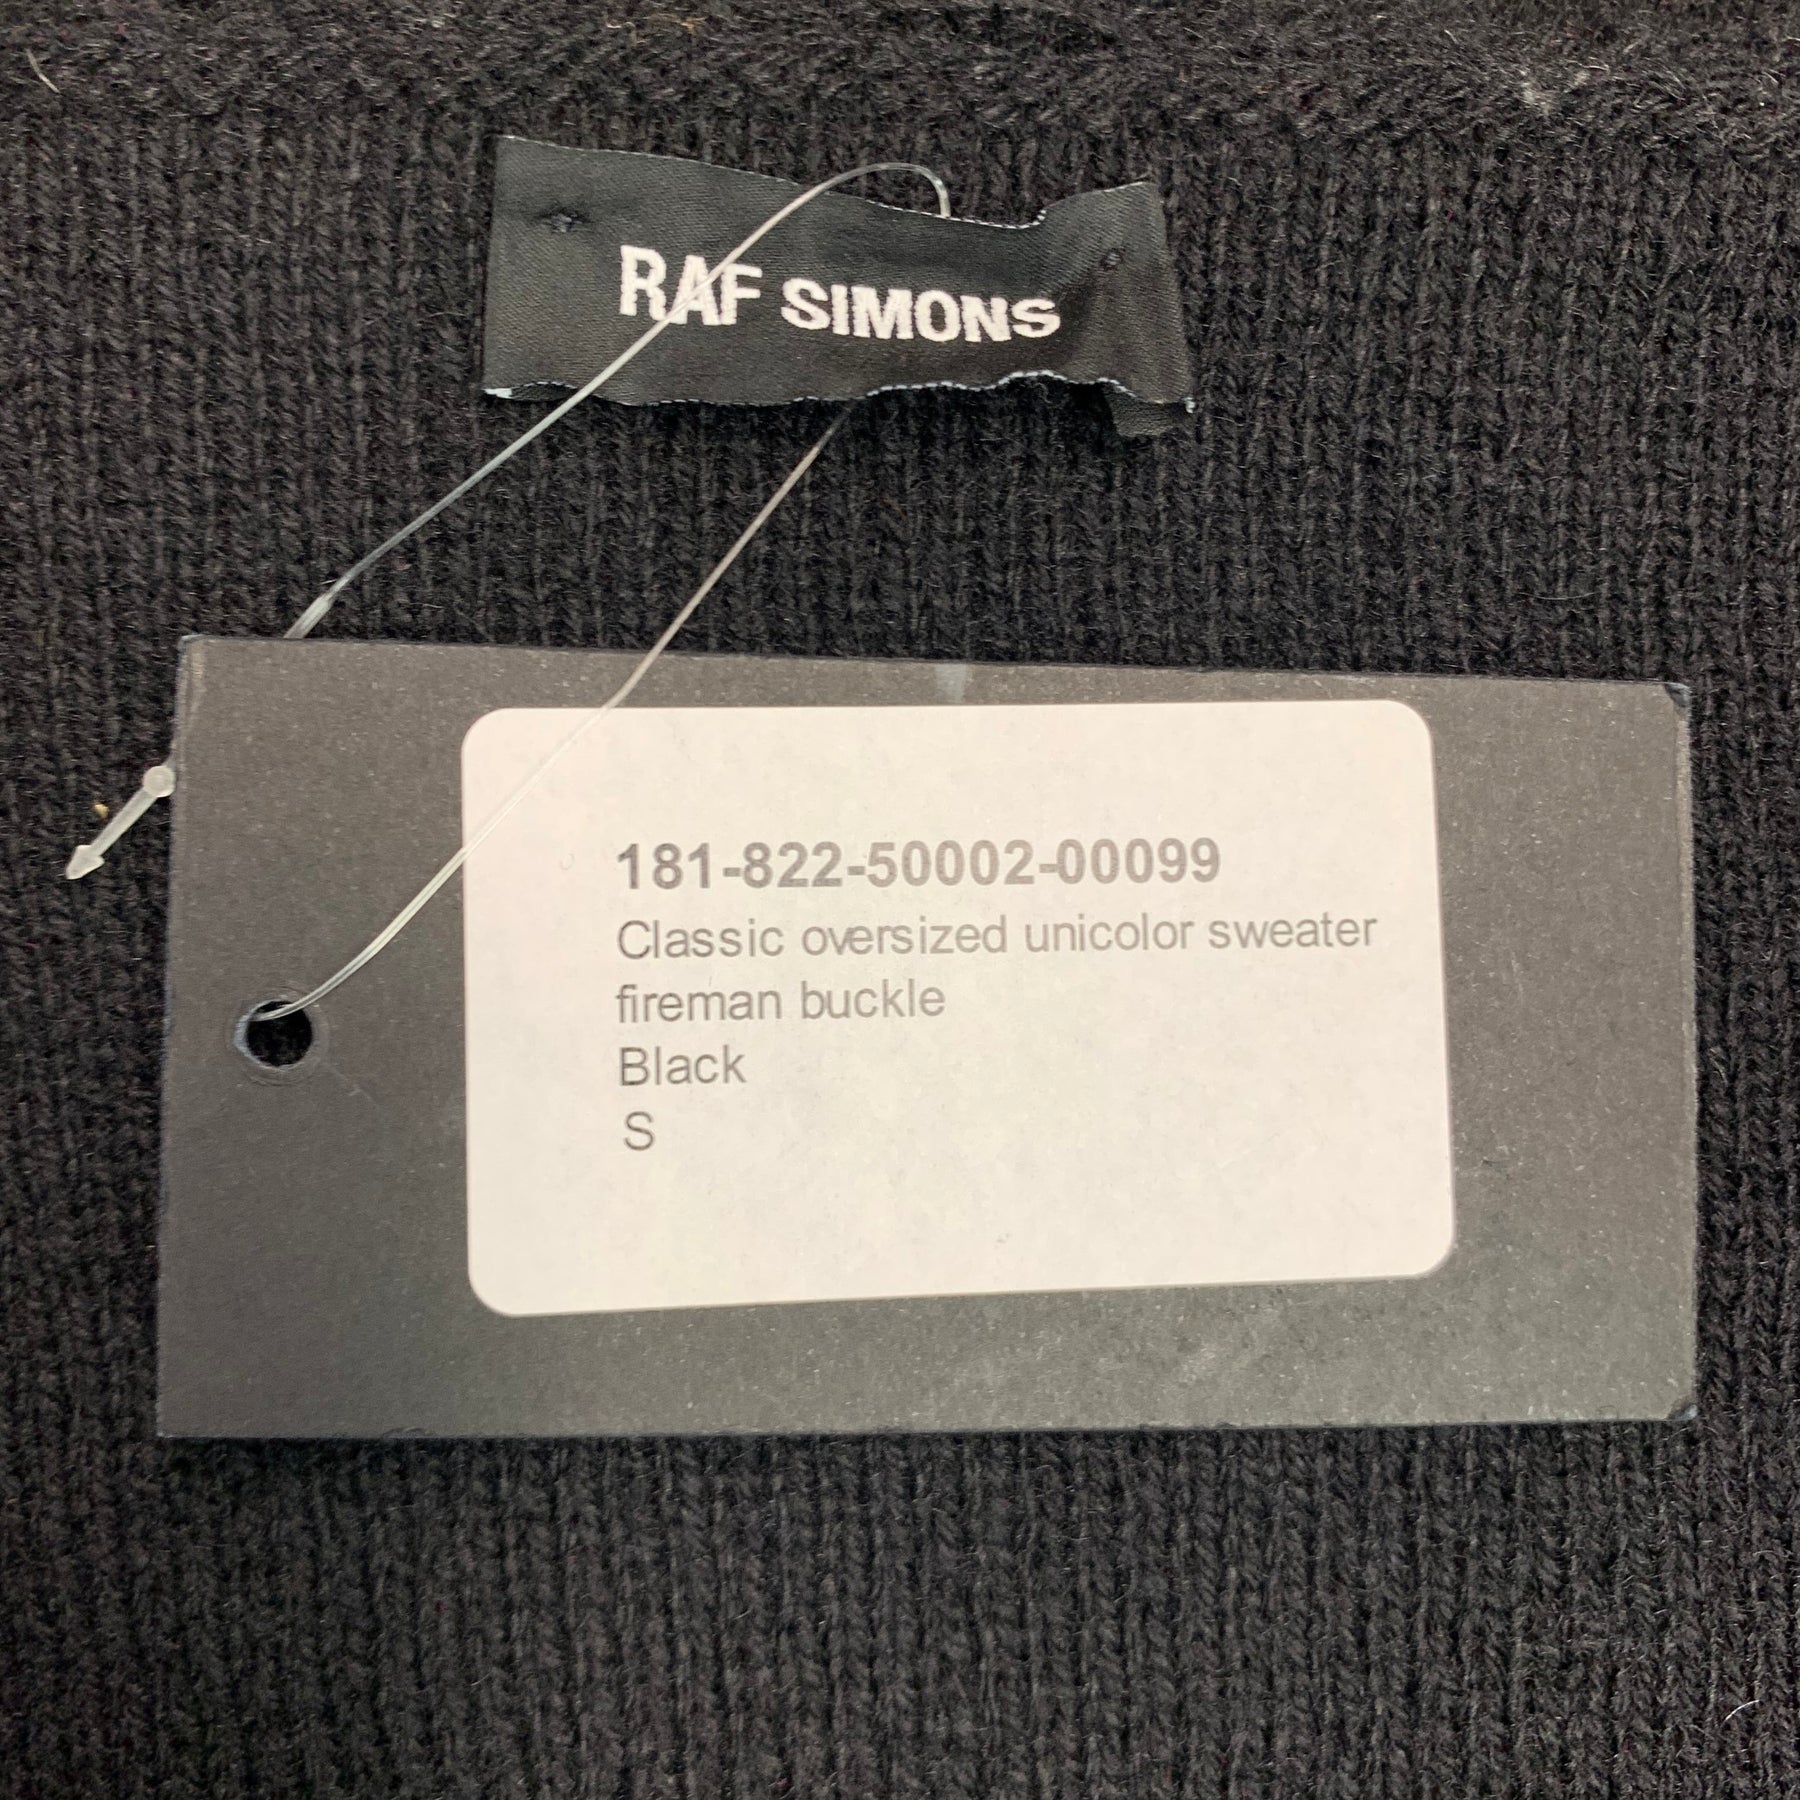 RAF SIMONS
181-822-50002-00099
Classic oversized unicolor sweater
fireman buckle
Black
S